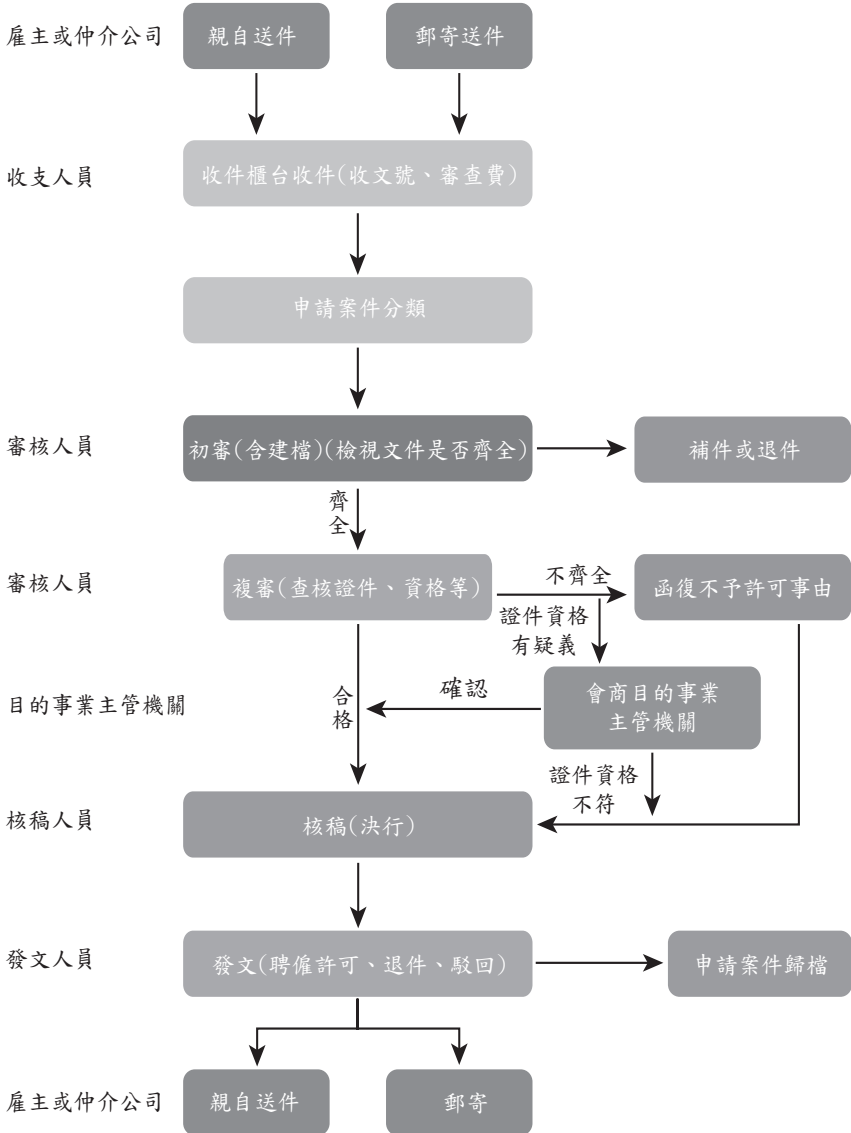 雇主或仲介公司
親自送件
郵寄送件
收支人員
收件櫃台收件(收文號、審查費)
申請案件分類
審核人員
初審(含建檔)(檢視文件是否齊全)
補件或退件
齊全
審核人員
複審(查核證件、資格等)
不齊全
函復不予許可事由
證件資格
有疑義
目的事業主管機關
合格
確認
會商目的事業
主管機關
證件資格
不符
核稿人員
核稿(決行)
發文人員
發文(聘僱許可、退件、駁回)
申請案件歸檔
雇主或仲介公司
親自送件
郵寄